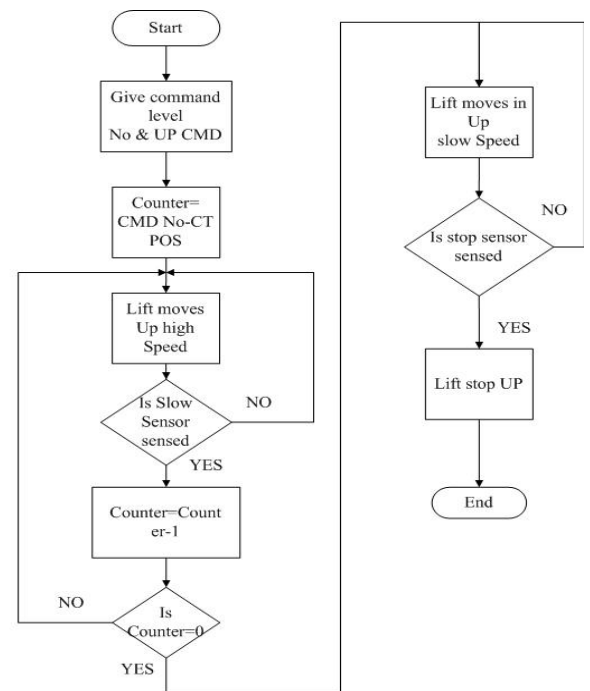 Start
Give command
level
No & UP CMD
Counter=
CMD No-CT
POS
Lift moves
Up high
Speed
Is Slow
Sensor
sensed
NO
YES
Counter=Count
er-1
Is
Counter=0
NO
YES
Lift moves in
Up
slow Speed
Is stop sensor
sensed
NO
YES
Lift stop UP
End